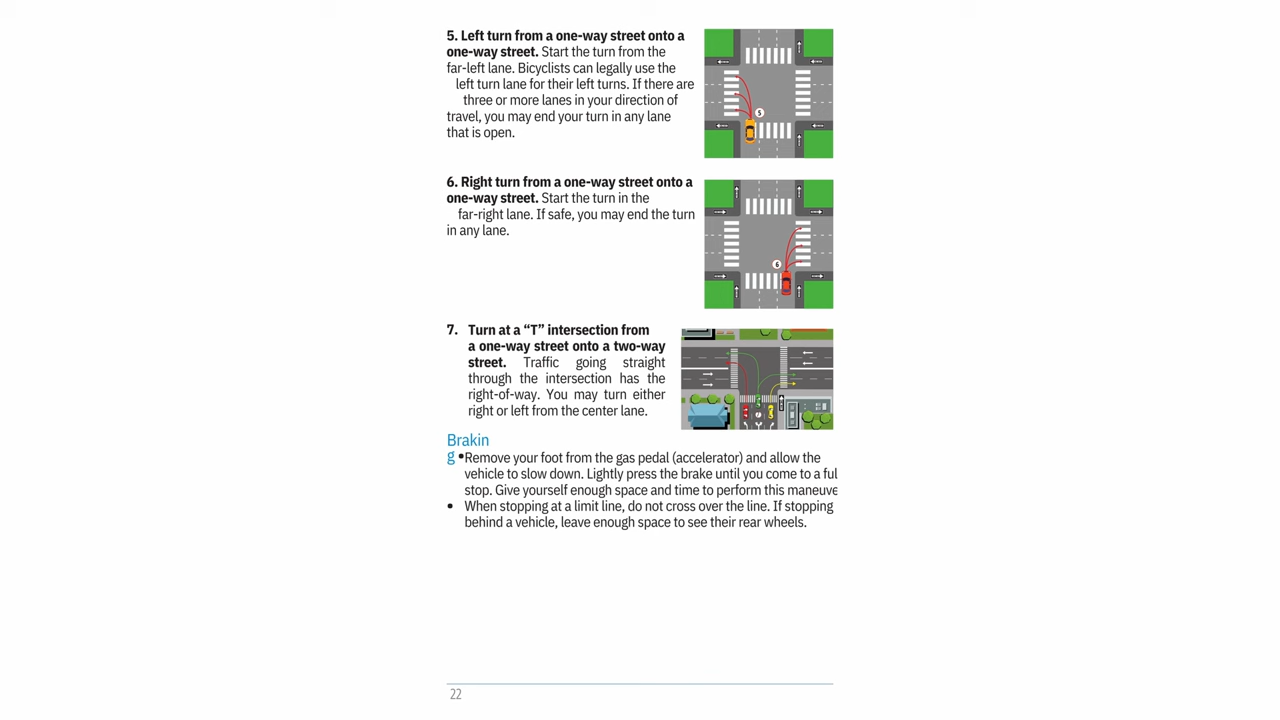 5. Left turn from a one-way street onto a
one-way street. Start the turn from the
far-left lane. Bicyclists can legally use the
left turn lane for their left turns. If there are
three or more lanes in your direction of
travel, you may end your turn in any lane
that is open.
5
6. Right turn from a one-way street onto a
one-way street. Start the turn in the
far-right lane. If safe, you may end the turn
in any lane.
6
7. Turn at a “T” intersection from
a one-way street onto a two-way
street. Traffic going straight
through the intersection has the
right-of-way. You may turn either
right or left from the center lane.
Brakin
g •Remove your foot from the gas pedal (accelerator) and allow the
vehicle to slow down. Lightly press the brake until you come to a ful
stop. Give yourself enough space and time to perform this maneuve
• When stopping at a limit line, do not cross over the line. If stopping
behind a vehicle, leave enough space to see their rear wheels.
22